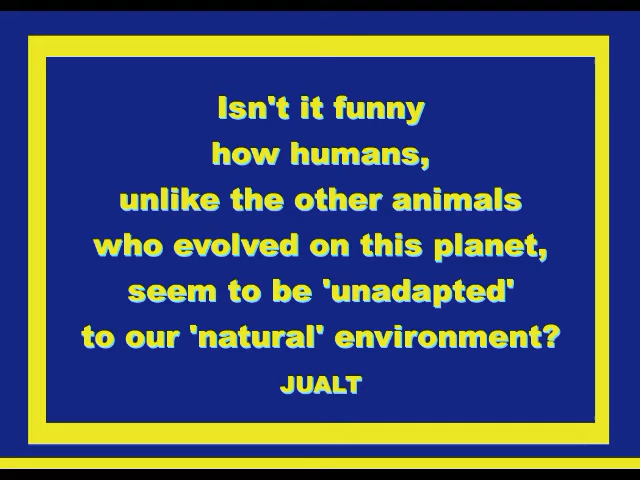 Isn't it funny
how humans,
unlike the other animals
who evolved on this planet,
seem to be 'unadapted'
to our 'natural' environment?
JUALT